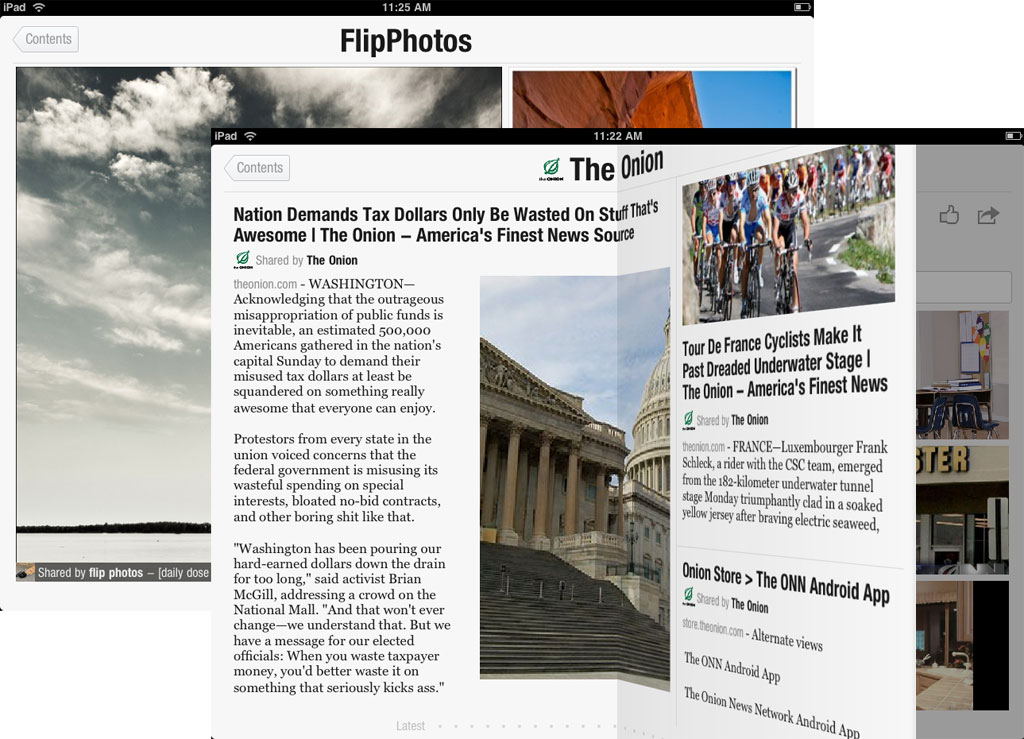 iPad 11:25 AM
Contents
FlipPhotos
Shared by flip photos – [daily dose
iPad 11:22 AM
Contents
the ONION The Onion
Nation Demands Tax Dollars Only Be Wasted On Stuff That's
Awesome | The Onion – America's Finest News Source
the ONION Shared by The Onion
theonion.com - WASHINGTON—
Acknowledging that the outrageous
misappropriation of public funds is
inevitable, an estimated 500,000
Americans gathered in the nation's
capital Sunday to demand their
misused tax dollars at least be
squandered on something really
awesome that everyone can enjoy.
Protestors from every state in the
union voiced concerns that the
federal government is misusing its
wasteful spending on special
interests, bloated no-bid contracts,
and other boring shit like that.
"Washington has been pouring our
hard-earned dollars down the drain
for too long," said activist Brian
McGill, addressing a crowd on the
National Mall. "And that won't ever
change—we understand that. But we
have a message for our elected
officials: When you waste taxpayer
money, you'd better waste it on
something that seriously kicks ass."
Tour De France Cyclists Make It
Past Dreaded Underwater Stage |
The Onion – America's Finest News
Shared by The Onion
theonion.com - FRANCE—Luxembourger Frank
Schleck, a rider with the CSC team, emerged
from the 182-kilometer underwater tunnel
stage Monday triumphantly clad in a soaked
yellow jersey after braving electric seaweed,
Onion Store > The ONN Android App
Shared by The Onion
store.theonion.com - Alternate views
The ONN Android App
The Onion News Network Android App
Latest
STER